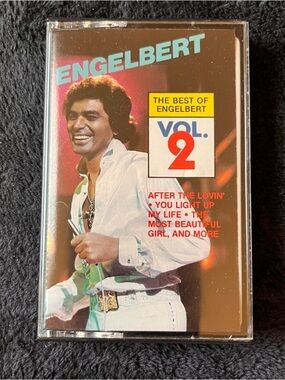 ENGELBERT
THE BEST OF
ENGELBERT
VOL.
2
AFTER THE LOVIN'
• YOU LIGHT UP
MY LIFE • THE
MOST BEAUTIFUL
GIRL, AND MORE